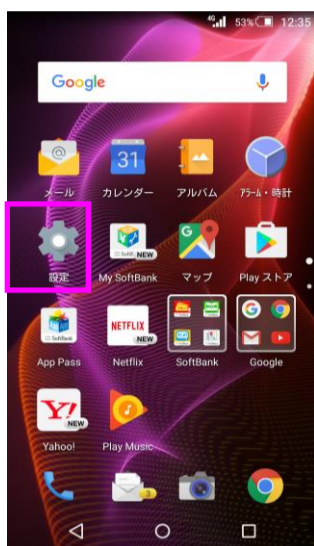 4G 53% 12:35
Google
@ 31
メール カレンダー アルバム アラーム・時計
NEW G
設定 My SoftBank マップ Play ストア
SoftBank NETFLIX NEW G
App Pass Netflix SoftBank Google
Y! NEW
Yahoo! Play Music
3